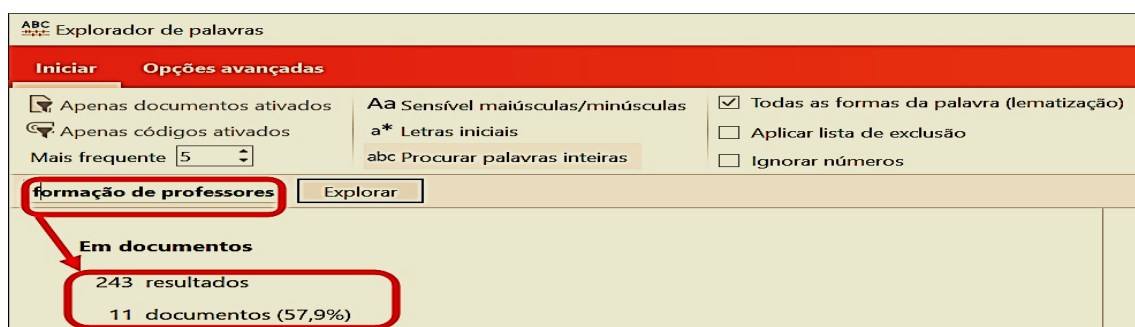 ABC Explorador de palavras
Iniciar Opções avançadas
Apenas documentos ativados
Apenas códigos ativados
Mais frequente 5
Aa Sensível maiúsculas/minúsculas
a* Letras iniciais
abc Procurar palavras inteiras
Todas as formas da palavra (lematização)
Aplicar lista de exclusão
Ignorar números
formação de professores Explorar
Em documentos
243 resultados
11 documentos (57,9%)